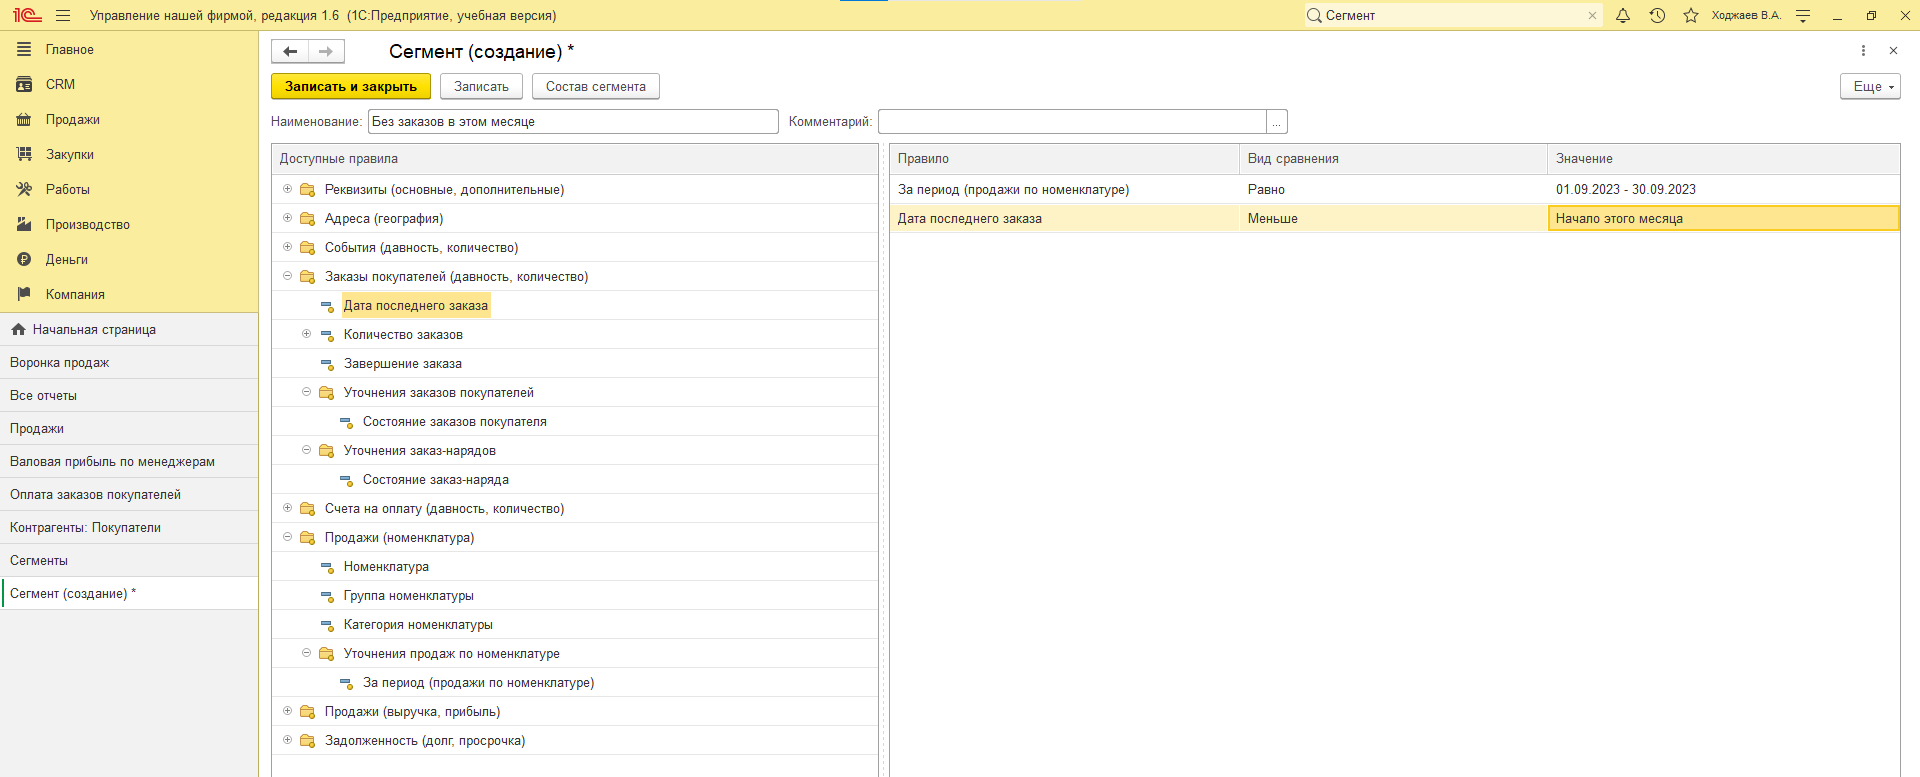 1С Управление нашей фирмой, редакция 1.6 (1С:Предприятие, учебная версия) Сегмент Ходжаев В.А.
Главное
CRM
Продажи
Закупки
Работы
Производство
Деньги
Компания
Начальная страница
Воронка продаж
Все отчеты
Продажи
Валовая прибыль по менеджерам
Оплата заказов покупателей
Контрагенты: Покупатели
Сегменты
Сегмент (создание) *
Сегмент (создание) *
Записать и закрыть Записать Состав сегмента Еще
Наименование: Без заказов в этом месяце Комментарий: ...
Доступные правила
Реквизиты (основные, дополнительные)
Адреса (география)
События (давность, количество)
Заказы покупателей (давность, количество)
Дата последнего заказа
Количество заказов
Завершение заказа
Уточнения заказов покупателей
Состояние заказов покупателя
Уточнения заказ-нарядов
Состояние заказ-наряда
Счета на оплату (давность, количество)
Продажи (номенклатура)
Номенклатура
Группа номенклатуры
Категория номенклатуры
Уточнения продаж по номенклатуре
За период (продажи по номенклатуре)
Продажи (выручка, прибыль)
Задолженность (долг, просрочка)
Правило Вид сравнения Значение
За период (продажи по номенклатуре) Равно 01.09.2023 - 30.09.2023
Дата последнего заказа Меньше Начало этого месяца